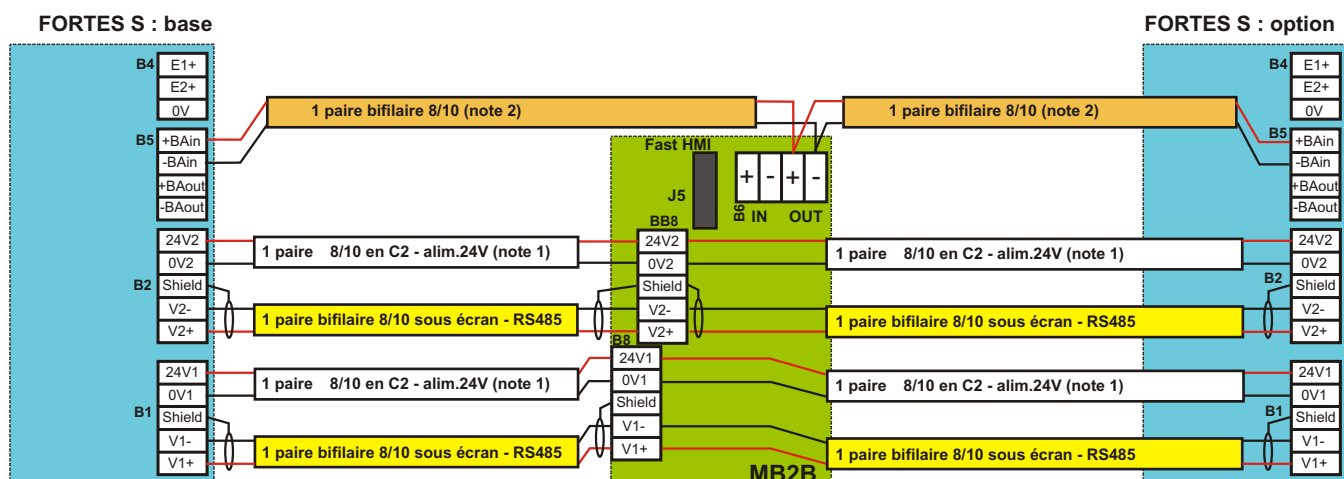 FORTES S : base
FORTES S : option
B4
E1+
E2+
0V
B5
+BAin
-BAin
+BAout
-BAout
24V2
0V2
B2
Shield
V2-
V2+
24V1
0V1
B1
Shield
V1-
V1+
1 paire bifilaire 8/10 (note 2)
1 paire 8/10 en C2 - alim.24V (note 1)
1 paire bifilaire 8/10 sous écran - RS485
1 paire 8/10 en C2 - alim.24V (note 1)
1 paire bifilaire 8/10 sous écran - RS485
Fast HMI
J5
+ - + -
B6
IN OUT
BB8
24V2
0V2
Shield
V2-
V2+
B8
24V1
0V1
Shield
V1-
V1+
MB2B
1 paire bifilaire 8/10 (note 2)
1 paire 8/10 en C2 - alim.24V (note 1)
1 paire bifilaire 8/10 sous écran - RS485
1 paire 8/10 en C2 - alim.24V (note 1)
1 paire bifilaire 8/10 sous écran - RS485
B4
E1+
E2+
0V
B5
+BAin
-BAin
+BAout
-BAout
24V2
0V2
B2
Shield
V2-
V2+
24V1
0V1
B1
Shield
V1-
V1+